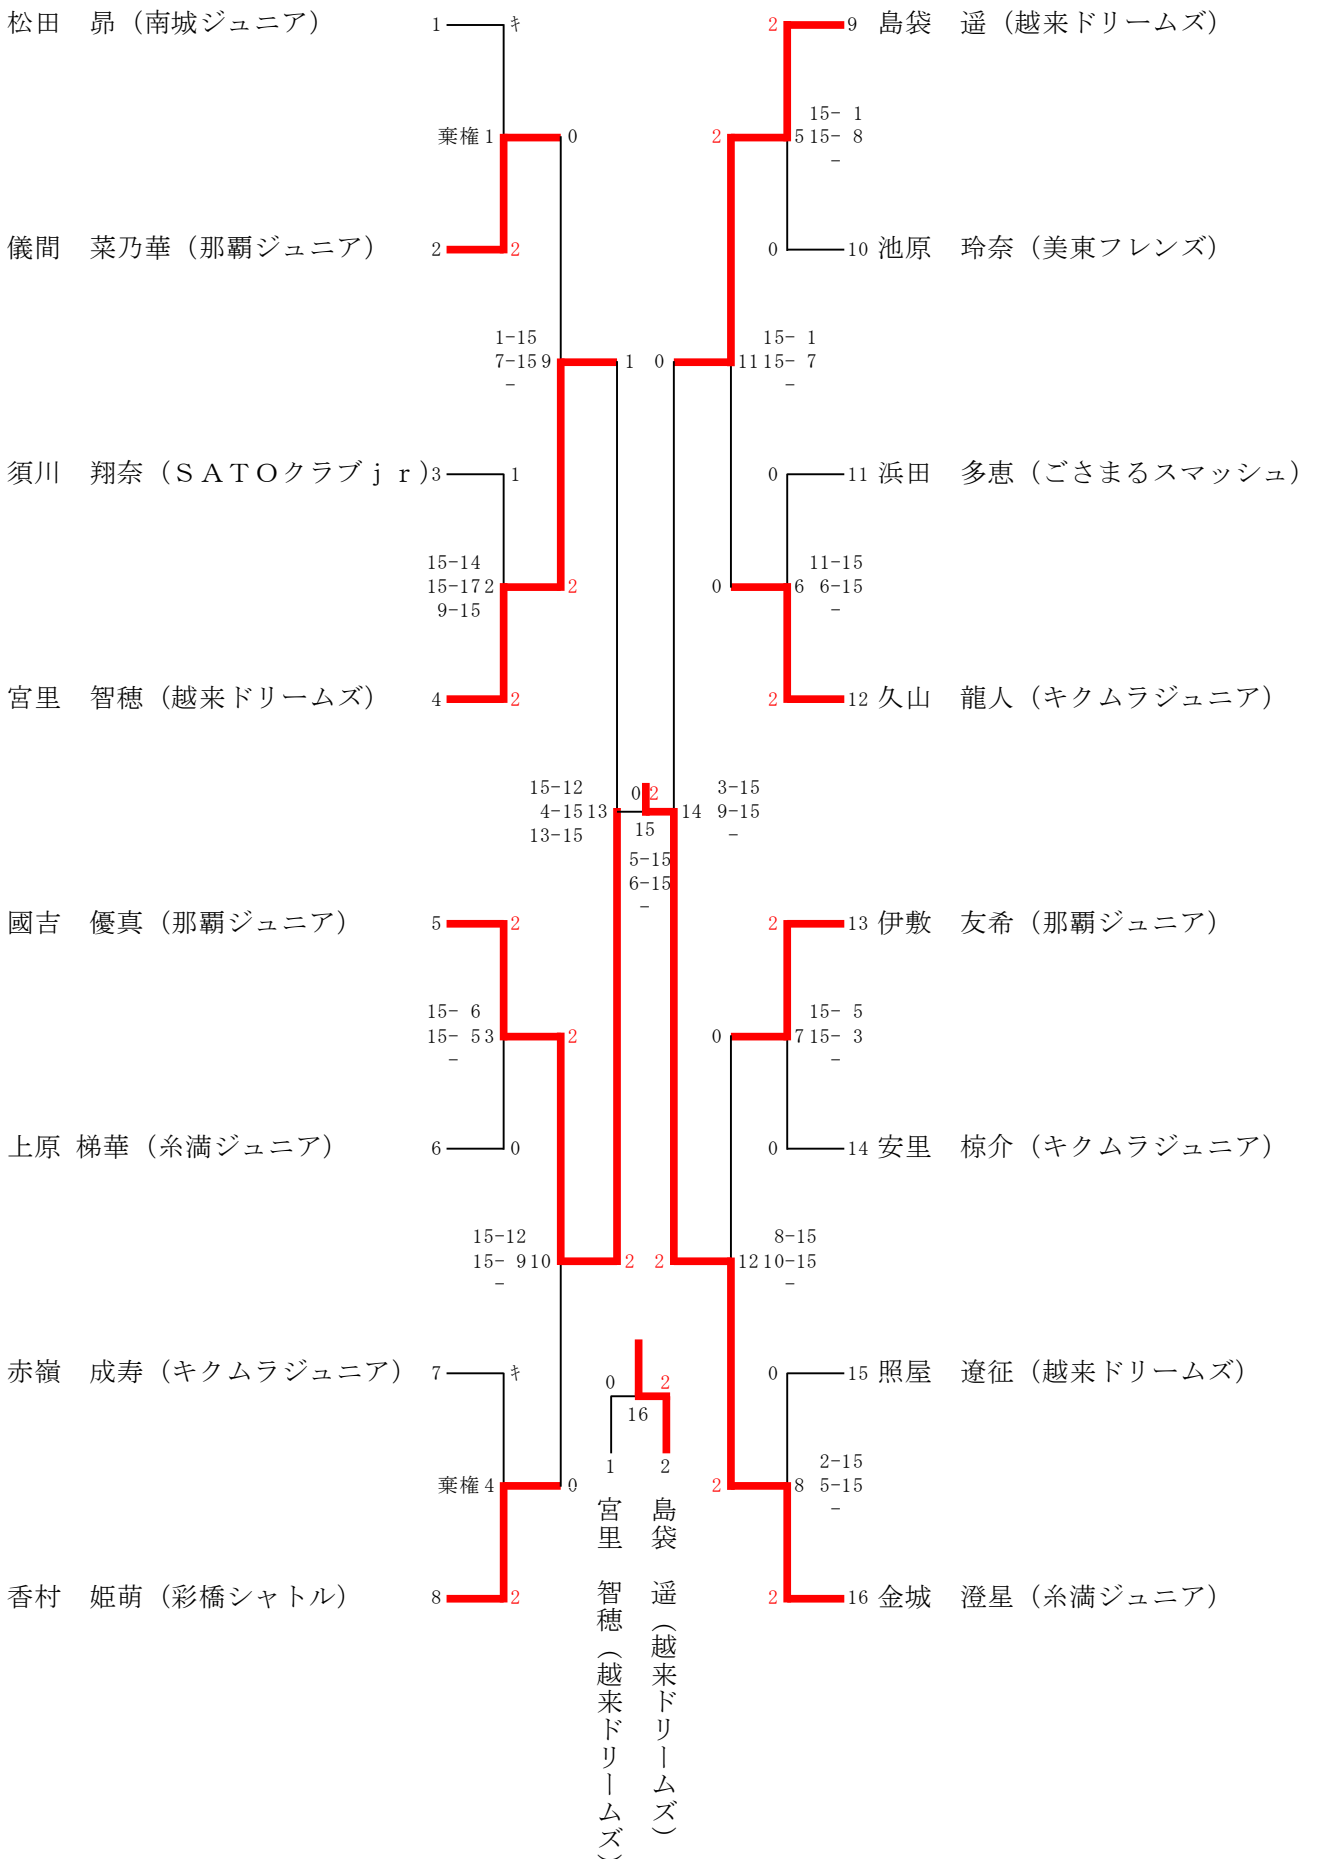 松田　昴（南城ジュニア） 1 キ 2 9 島袋　遥（越来ドリームズ）
15- 1
棄権 1 0 2 5 15- 8
-
儀間　菜乃華（那覇ジュニア） 2 2 0 10 池原　玲奈（美東フレンズ）
1-15 15- 1
7-15 9 1 0 11 15- 7
- -
須川　翔奈（ＳＡＴＯクラブｊｒ） 3 1 0 11 浜田　多恵（ごさまるスマッシュ）
15-14 11-15
15-17 2 2 0 6 6-15
9-15 -
宮里　智穂（越来ドリームズ） 4 2 2 12 久山　龍人（キクムラジュニア）
15-12 0 2 3-15
4-15 13 14 9-15
13-15 15 -
5-15
6-15
-
國吉　優真（那覇ジュニア） 5 2 2 13 伊敷　友希（那覇ジュニア）
15- 6 15- 5
15- 5 3 2 0 7 15- 3
- -
上原 梯華（糸満ジュニア） 6 0 0 14 安里　椋介（キクムラジュニア）
15-12 8-15
15- 9 10 2 2 12 10-15
- -
赤嶺　成寿（キクムラジュニア） 7 キ 0 2 0 15 照屋　遼征（越来ドリームズ）
16
1 2 2-15
棄権 4 0 2 8 5-15
-
香村　姫萌（彩橋シャトル） 8 2 2 16 金城　澄星（糸満ジュニア）
島袋　遥（越来ドリームズ）
宮里　智穂（越来ドリームズ）